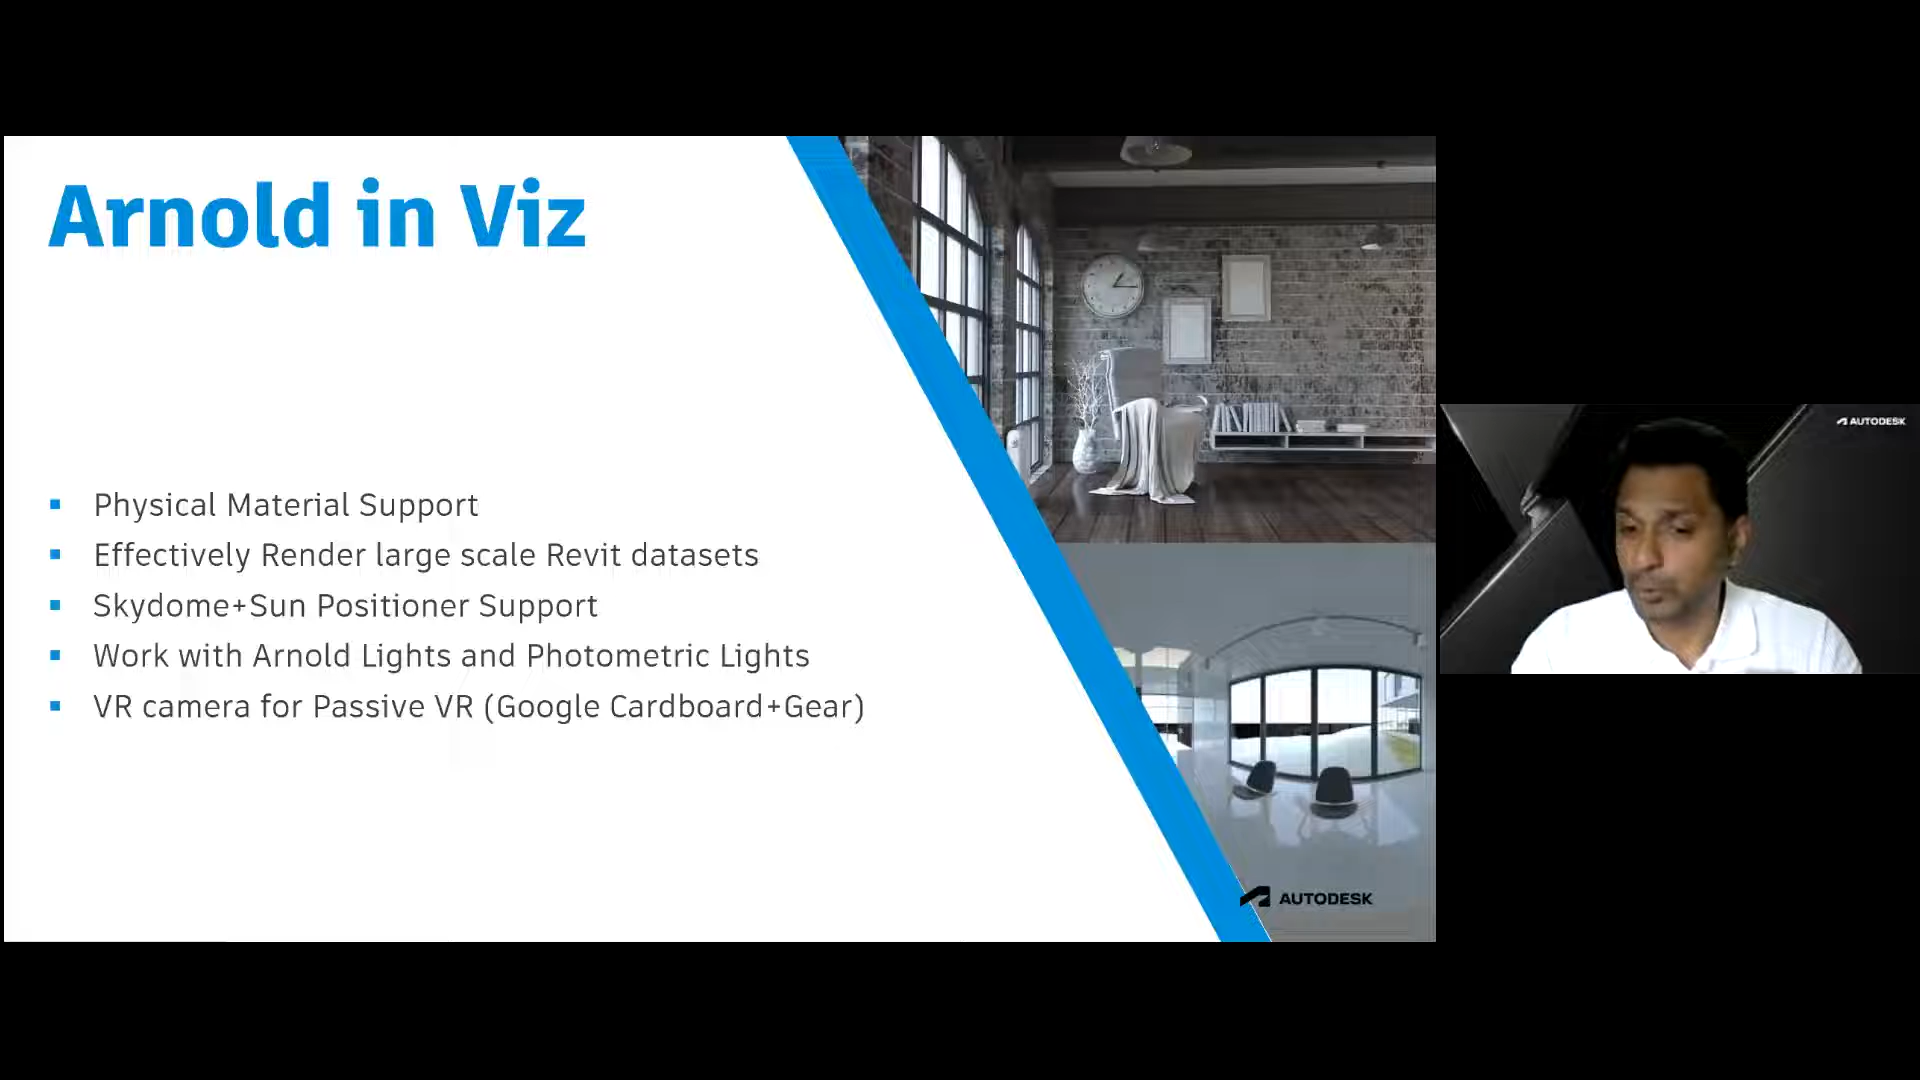 Arnold in Viz
Physical Material Support
Effectively Render large scale Revit datasets
Skydome+Sun Positioner Support
Work with Arnold Lights and Photometric Lights
VR camera for Passive VR (Google Cardboard+Gear)
AUTODESK
AUTODESK